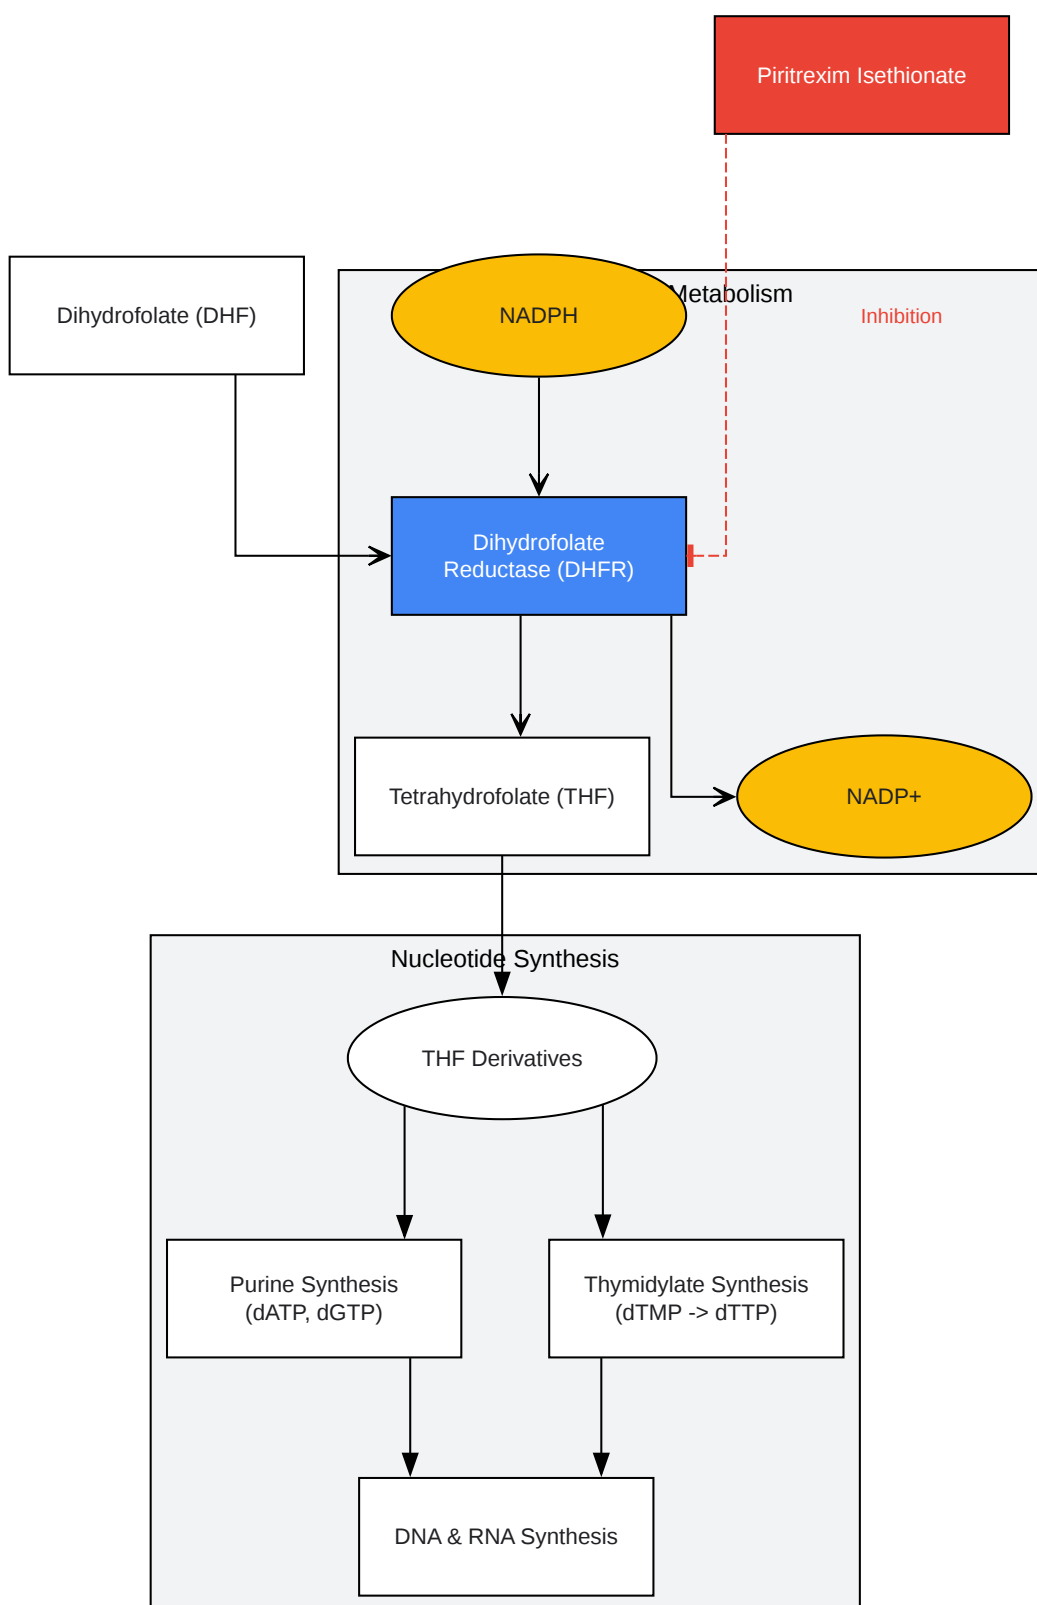 Piritrexim Isethionate
Dihydrofolate (DHF)
NADPH
Metabolism
Inhibition
Dihydrofolate
Reductase (DHFR)
Tetrahydrofolate (THF)
NADP+
Nucleotide Synthesis
THF Derivatives
Purine Synthesis
(dATP, dGTP)
Thymidylate Synthesis
(dTMP -> dTTP)
DNA & RNA Synthesis